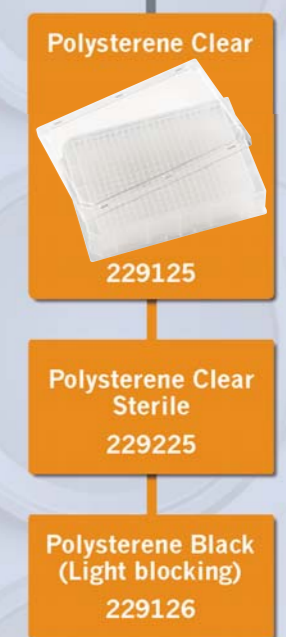 Polysterene Clear
229125
Polysterene Clear
Sterile
229225
Polysterene Black
(Light blocking)
229126